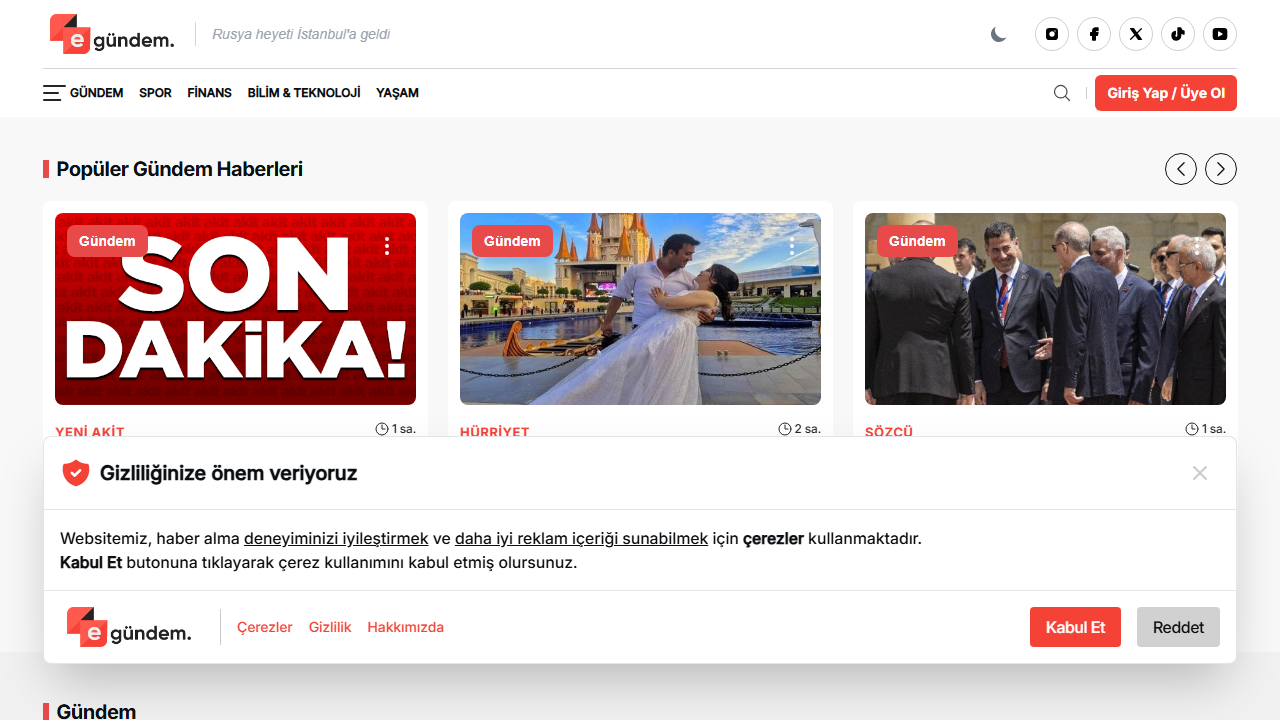 e gündem.
Rusya heyeti İstanbul'a geldi
GÜNDEM SPOR FİNANS BİLİM & TEKNOLOJİ YAŞAM
Giriş Yap / Üye Ol
Popüler Gündem Haberleri
Gündem
SON
DAKİKA!
Gündem
Gündem
YENİ AKİT 1 sa.
HÜRRİYET 2 sa.
SÖZCÜ 1 sa.
Gizliliğinize önem veriyoruz
Websitemiz, haber alma deneyiminizi iyileştirmek ve daha iyi reklam içeriği sunabilmek için çerezler kullanmaktadır.
Kabul Et butonuna tıklayarak çerez kullanımını kabul etmiş olursunuz.
e gündem.
Çerezler Gizlilik Hakkımızda
Kabul Et Reddet
Gündem